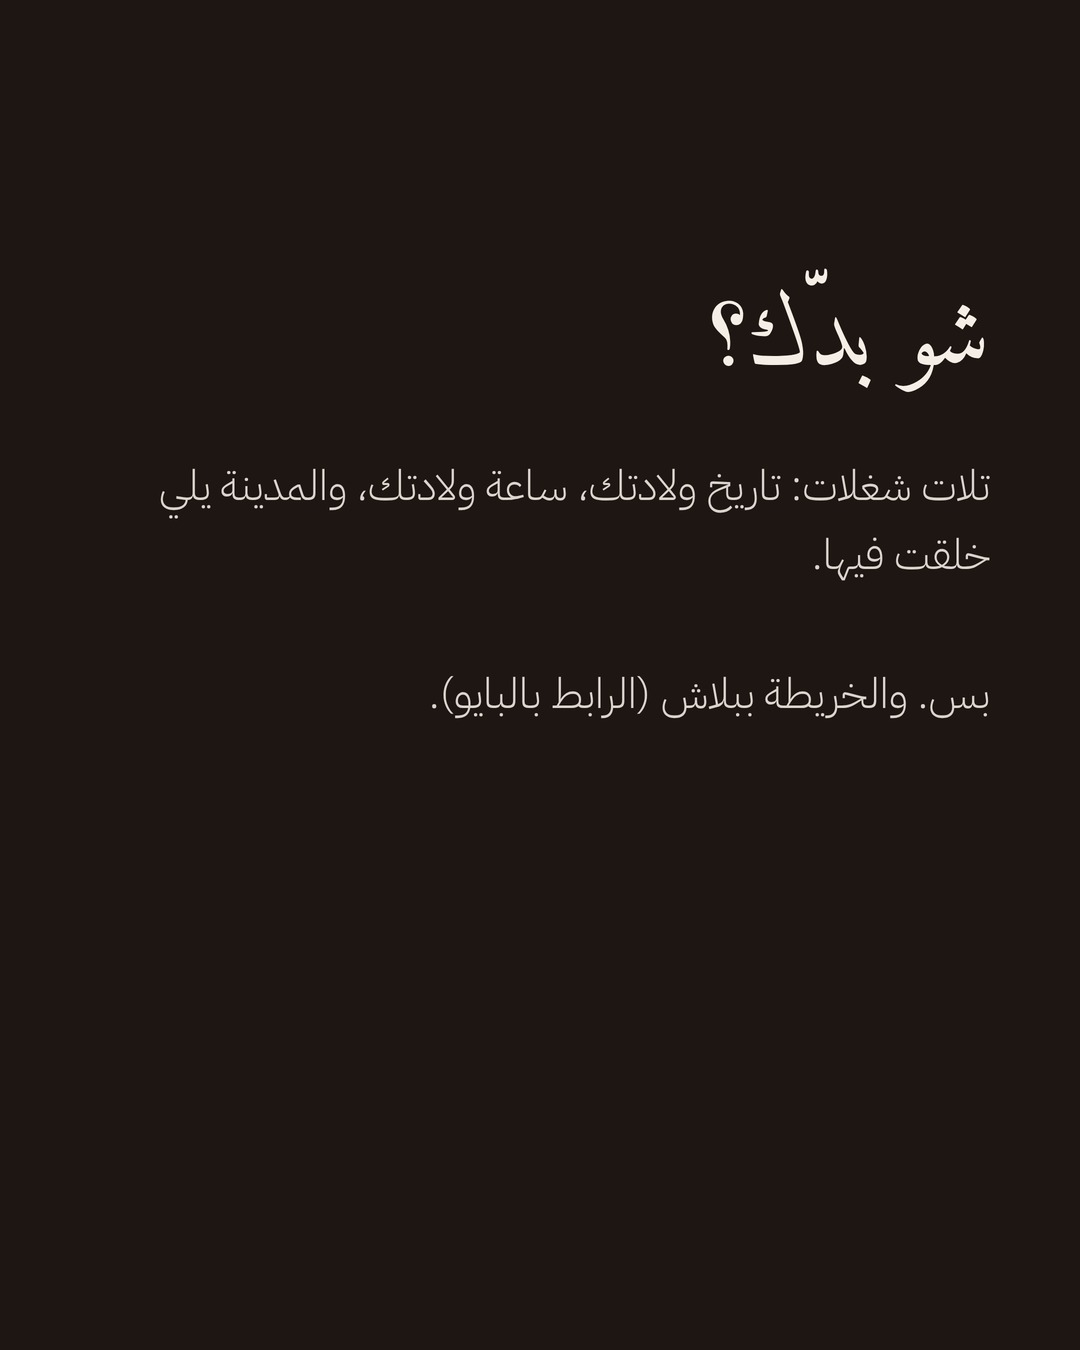 شو بدّك؟
تلات شغلات: تاريخ ولادتك، ساعة ولادتك، والمدينة يلي
خلقت فيها.
بس. والخريطة ببلاش (الرابط بالبايو).